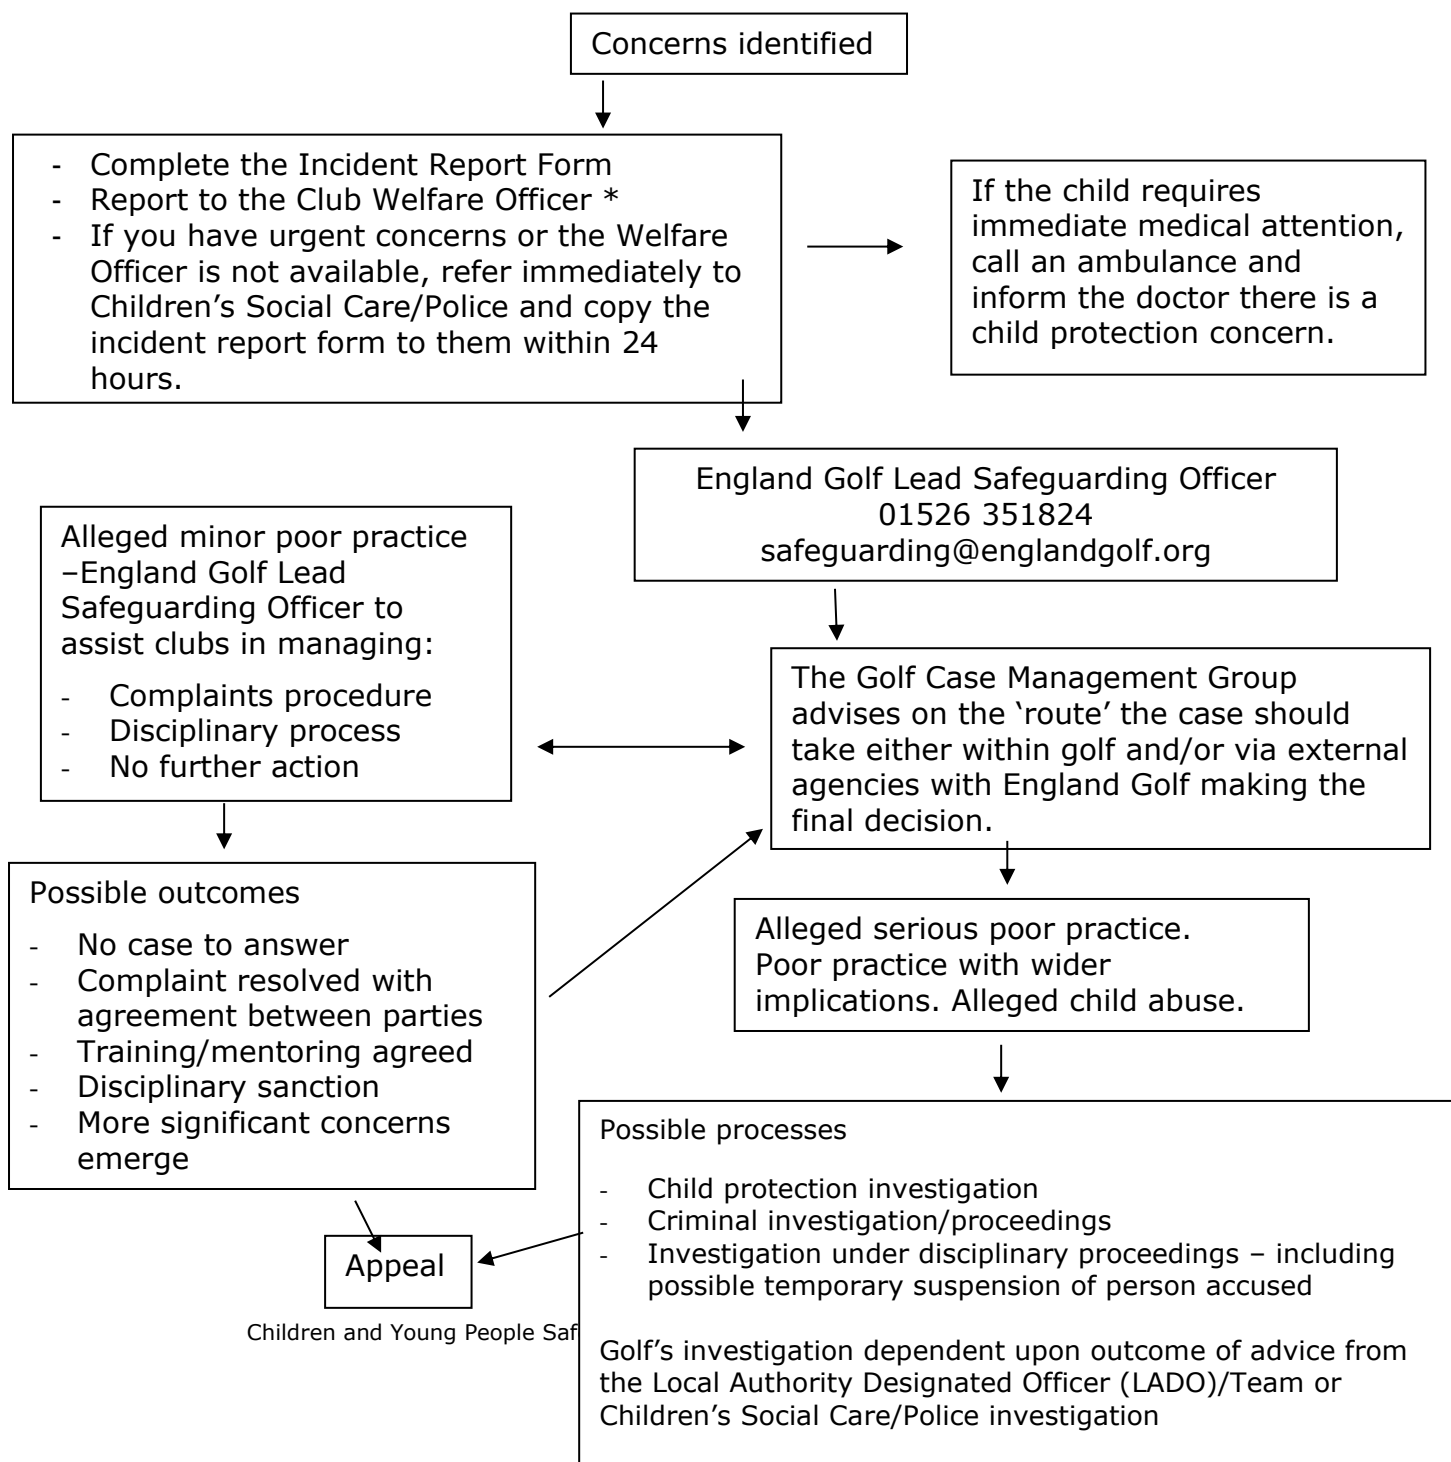 Concerns identified
- Complete the Incident Report Form
- Report to the Club Welfare Officer *
- If you have urgent concerns or the Welfare
Officer is not available, refer immediately to
Children’s Social Care/Police and copy the
incident report form to them within 24
hours.
If the child requires
immediate medical attention,
call an ambulance and
inform the doctor there is a
child protection concern.
England Golf Lead Safeguarding Officer
01526 351824
safeguarding@englandgolf.org
Alleged minor poor practice
–England Golf Lead
Safeguarding Officer to
assist clubs in managing:
- Complaints procedure
- Disciplinary process
- No further action
The Golf Case Management Group
advises on the ‘route’ the case should
take either within golf and/or via external
agencies with England Golf making the
final decision.
Possible outcomes
- No case to answer
- Complaint resolved with
agreement between parties
- Training/mentoring agreed
- Disciplinary sanction
- More significant concerns
emerge
Alleged serious poor practice.
Poor practice with wider
implications. Alleged child abuse.
Possible processes
- Child protection investigation
- Criminal investigation/proceedings
- Investigation under disciplinary proceedings – including
possible temporary suspension of person accused
Golf’s investigation dependent upon outcome of advice from
the Local Authority Designated Officer (LADO)/Team or
Children’s Social Care/Police investigation
Appeal
Children and Young People Saf